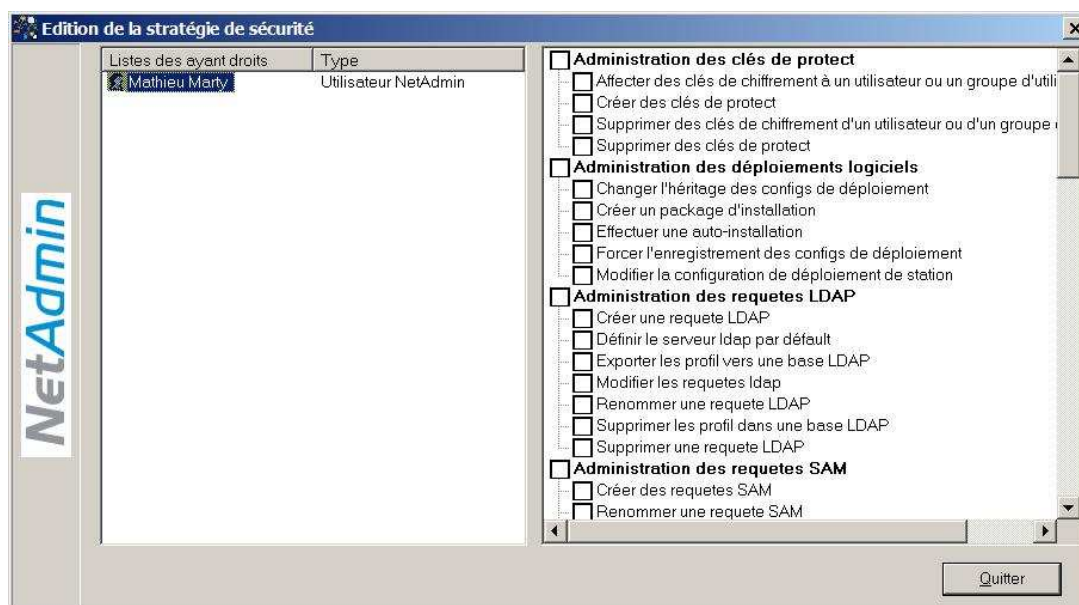 Edition de la stratégie de sécurité
NetAdmin
Listes des ayant droits Type
Mathieu Marty Utilisateur NetAdmin
Administration des clés de protect
Affecter des clés de chiffrement à un utilisateur ou un groupe d'utili
Créer des clés de protect
Supprimer des clés de chiffrement d'un utilisateur ou d'un groupe
Supprimer des clés de protect
Administration des déploiements logiciels
Changer l'héritage des configs de déploiement
Créer un package d'installation
Effectuer une auto-installation
Forcer l'enregistrement des configs de déploiement
Modifier la configuration de déploiement de station
Administration des requetes LDAP
Créer une requete LDAP
Définir le serveur ldap par défault
Exporter les profil vers une base LDAP
Modifier les requetes ldap
Renommer une requete LDAP
Supprimer les profil dans une base LDAP
Supprimer une requete LDAP
Administration des requetes SAM
Créer des requetes SAM
Renommer une requete SAM
Quitter